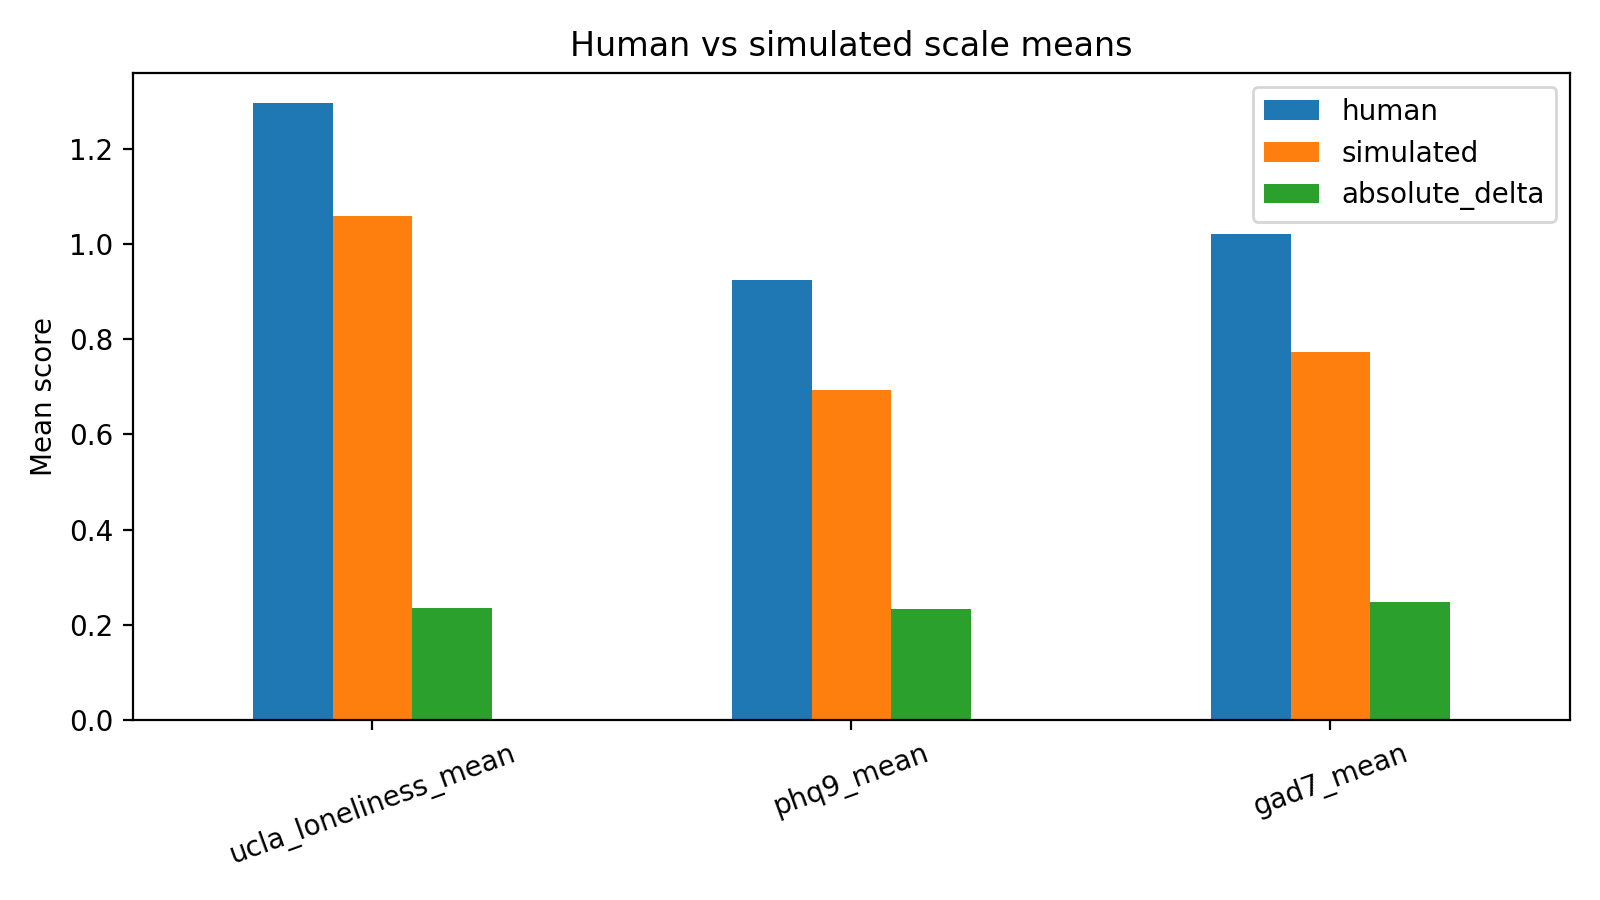 Human vs simulated scale means
human
simulated
absolute_delta
Mean score
1.2
1.0
0.8
0.6
0.4
0.2
0.0
ucla_loneliness_mean
phq9_mean
gad7_mean